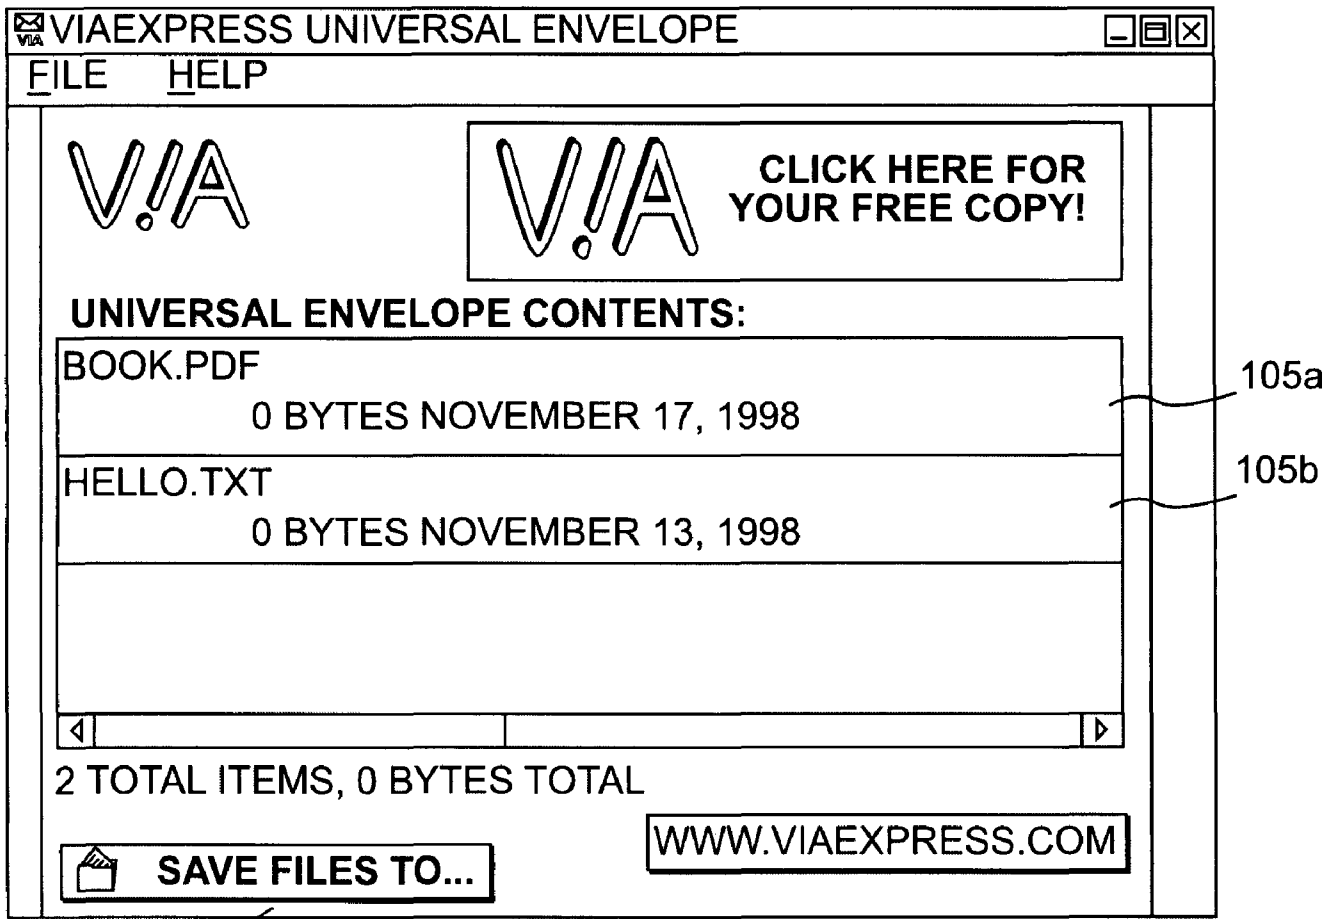 VIAEXPRESS UNIVERSAL ENVELOPE
VIA
FILE HELP
V!A
V!A
CLICK HERE FOR
YOUR FREE COPY!
UNIVERSAL ENVELOPE CONTENTS:
BOOK.PDF
0 BYTES NOVEMBER 17, 1998
105a
HELLO.TXT
0 BYTES NOVEMBER 13, 1998
105b
2 TOTAL ITEMS, 0 BYTES TOTAL
WWW.VIAEXPRESS.COM
SAVE FILES TO...